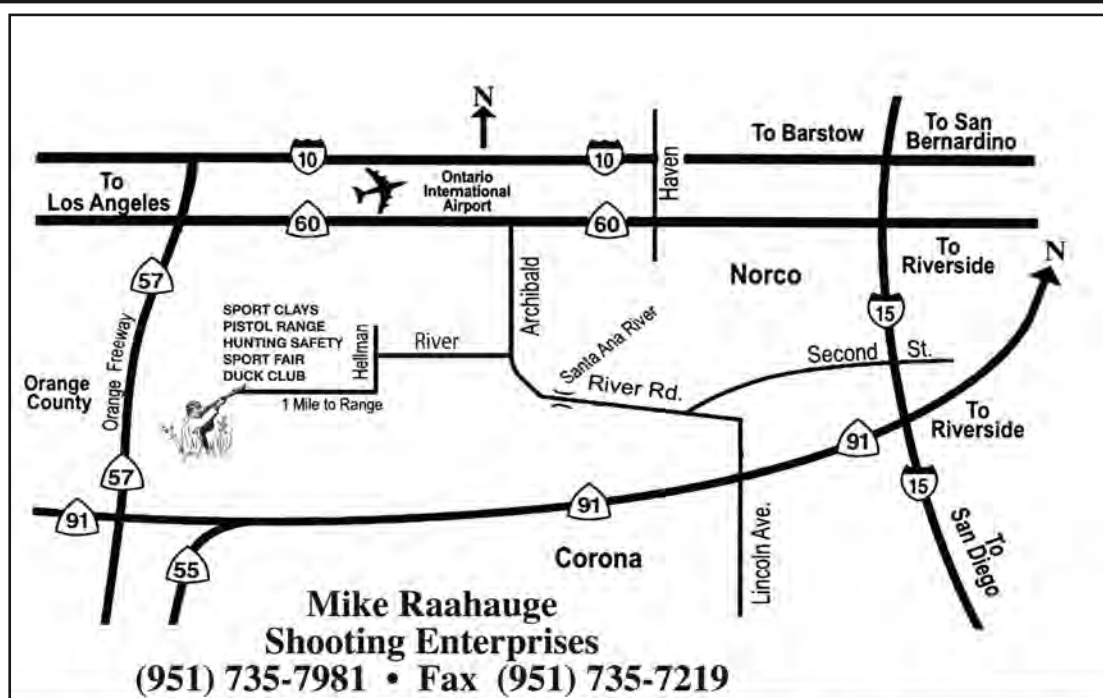 N
To Barstow
To San
Bernardino
10
10
To
Los Angeles
Ontario
International
Airport
Haven
60
60
57
Orange Freeway
Norco
To
Riverside
N
15
Archibald
SPORT CLAYS
PISTOL RANGE
HUNTING SAFETY
SPORT FAIR
DUCK CLUB
Hellman
River
Santa Ana River
River Rd.
Second St.
1 Mile to Range
Orange
County
To
Riverside
57
91
91
91
15
55
Corona
Lincoln Ave.
To
San Diego
Mike Raahauge
Shooting Enterprises
(951) 735-7981 • Fax (951) 735-7219